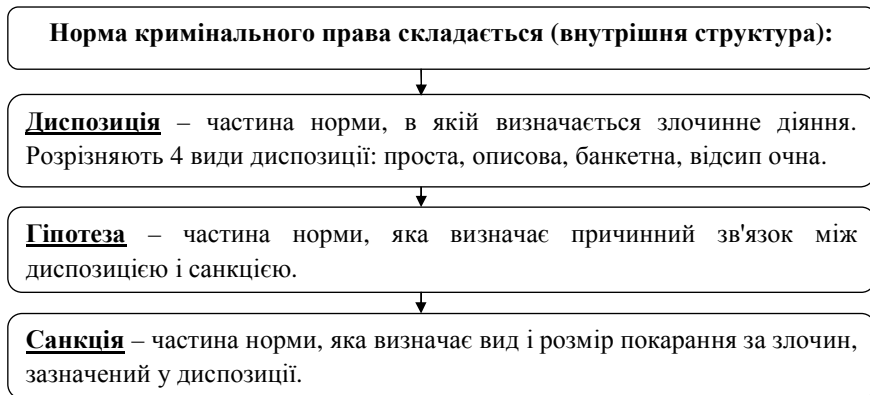 Норма кримінального права складається (внутрішня структура):
Диспозиція – частина норми, в якій визначається злочинне діяння.
Розрізняють 4 види диспозиції: проста, описова, банкетна, відсип очна.
Гіпотеза – частина норми, яка визначає причинний зв'язок між
диспозицією і санкцією.
Санкція – частина норми, яка визначає вид і розмір покарання за злочин,
зазначений у диспозиції.